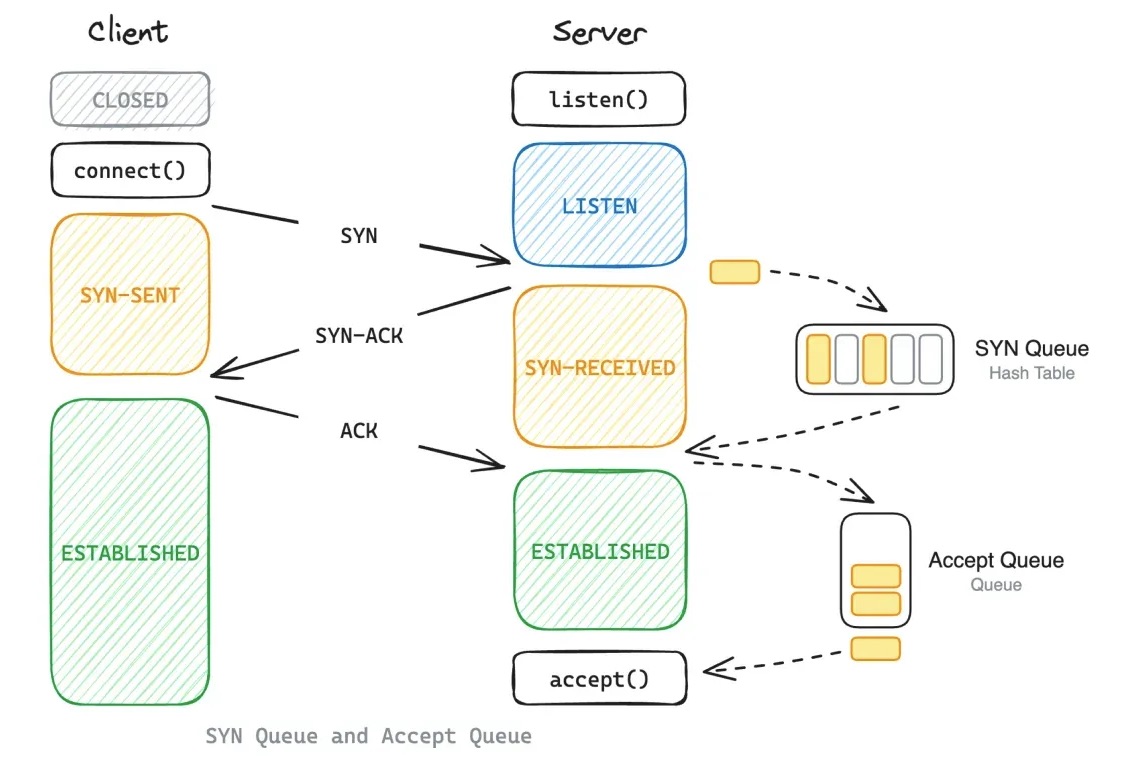 Client
Server
CLOSED
listen()
connect()
LISTEN
SYN
SYN-SENT
SYN-ACK
SYN Queue
Hash Table
SYN-RECEIVED
ACK
ESTABLISHED
ESTABLISHED
Accept Queue
Queue
accept()
SYN Queue and Accept Queue